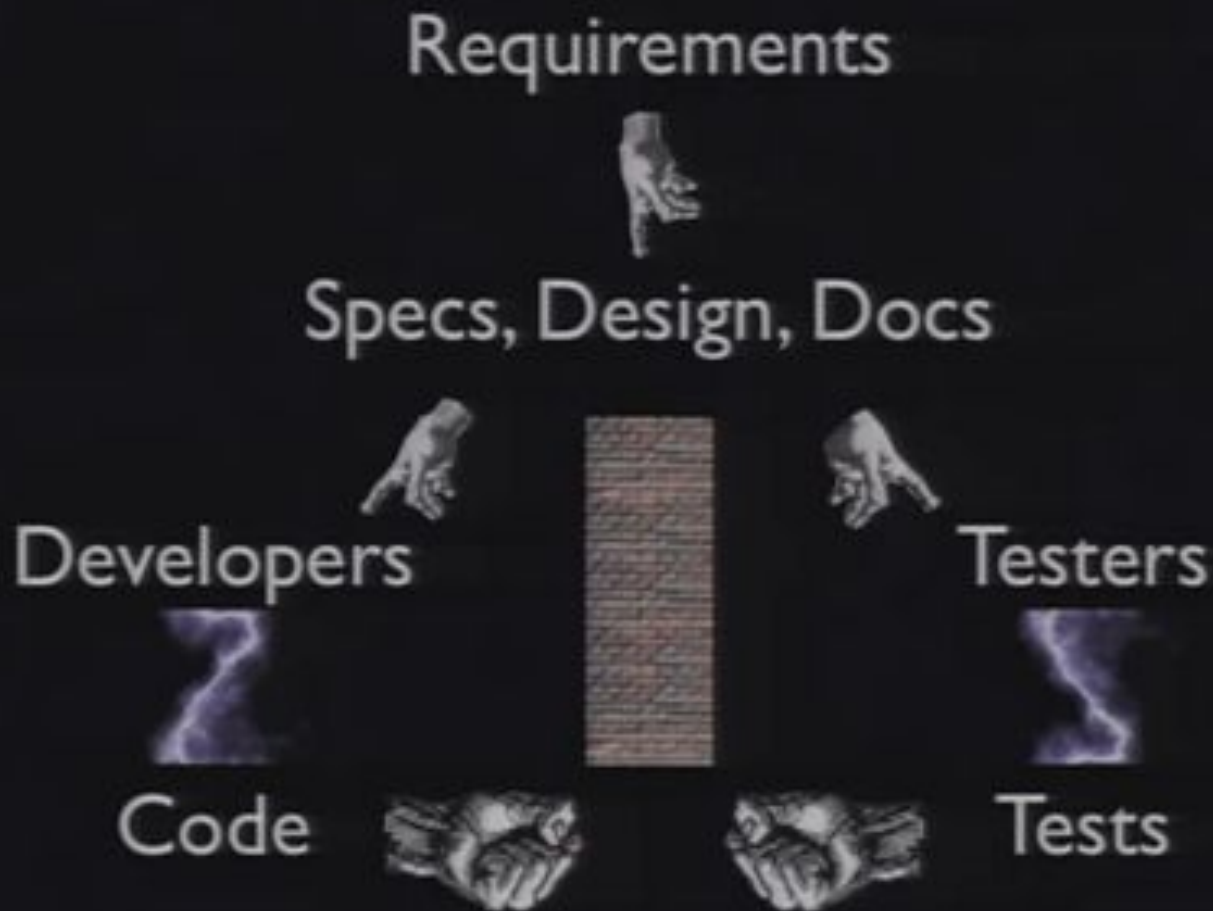 Requirements
Specs, Design, Docs
Developers
Testers
Code
Tests